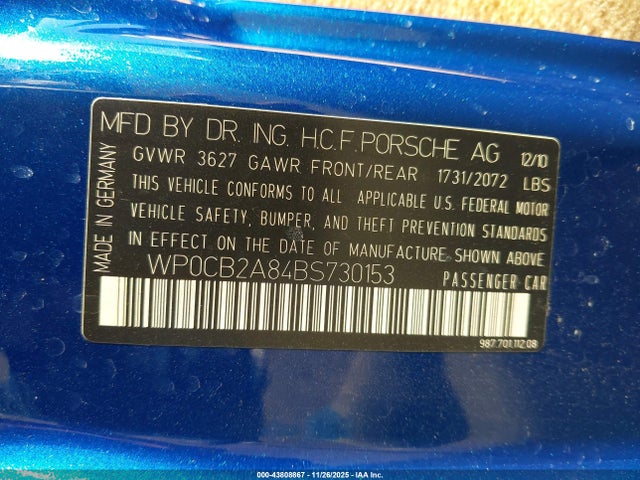 MFD BY DR. ING. H.C.F. PORSCHE AG 12/10
GVWR 3627 GAWR FRONT/REAR 1731/2072 LBS
THIS VEHICLE CONFORMS TO ALL APPLICABLE U.S. FEDERAL MOTOR
VEHICLE SAFETY, BUMPER, AND THEFT PREVENTION STANDARDS
IN EFFECT ON THE DATE OF MANUFACTURE SHOWN ABOVE
WP0CB2A84BS730153 PASSENGER CAR
MADE IN GERMANY
987.701.112.08
000-43808867 - 11/26/2025 - IAA Inc.